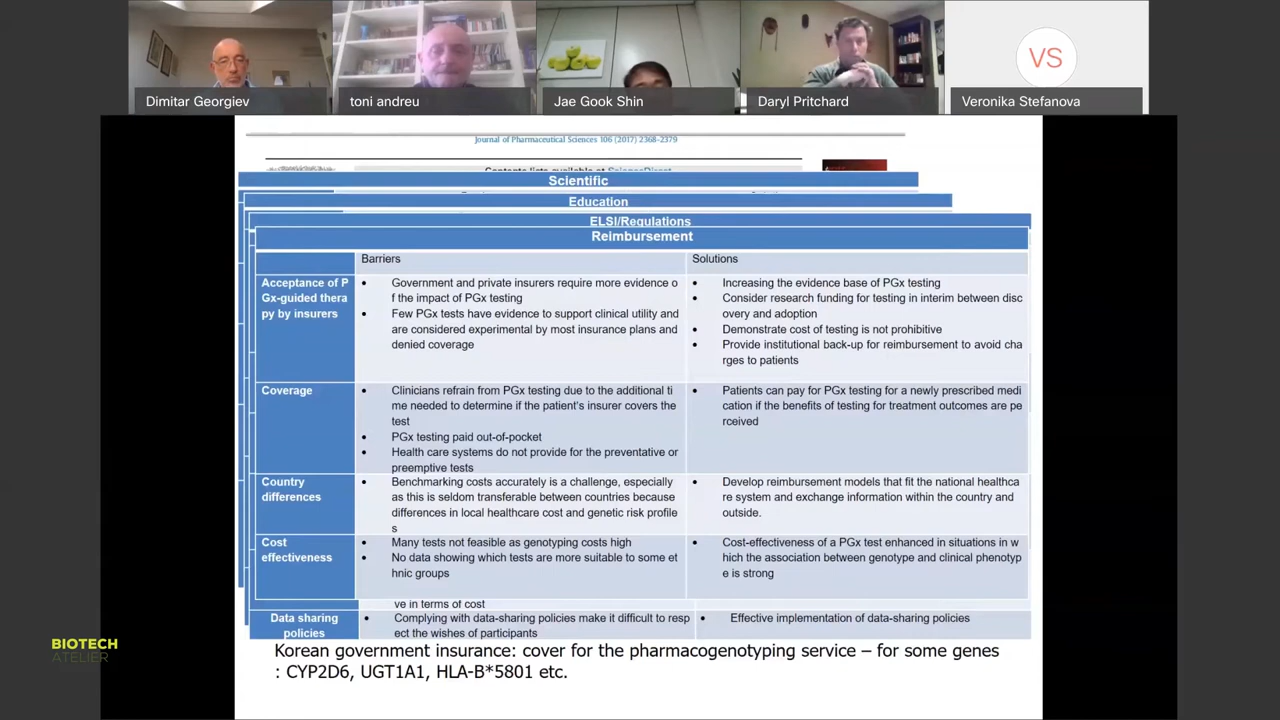 Dimitar Georgiev
toni andreu
Jae Gook Shin
Daryl Pritchard
VS
Veronika Stefanova
Journal of Pharmaceutical Sciences 106 (2017) 2368-2379
Contents lists available at ScienceDirect
Scientific
Education
ELSI/Regulations
Reimbursement
Barriers
Solutions
Acceptance of P
Gx-guided thera
py by insurers
• Government and private insurers require more evidence o
f the impact of PGx testing
• Few PGx tests have evidence to support clinical utility and
are considered experimental by most insurance plans and
denied coverage
• Increasing the evidence base of PGx testing
• Consider research funding for testing in interim between disc
overy and adoption
• Demonstrate cost of testing is not prohibitive
• Provide institutional back-up for reimbursement to avoid cha
rges to patients
Coverage
• Clinicians refrain from PGx testing due to the additional ti
me needed to determine if the patient's insurer covers the
test
• PGx testing paid out-of-pocket
• Health care systems do not provide for the preventative or
preemptive tests
• Patients can pay for PGx testing for a newly prescribed medi
cation if the benefits of testing for treatment outcomes are pe
rceived
Country
differences
• Benchmarking costs accurately is a challenge, especially
as this is seldom transferable between countries because
differences in local healthcare cost and genetic risk profile
s
• Develop reimbursement models that fit the national healthca
re system and exchange information within the country and
outside.
Cost
effectiveness
• Many tests not feasible as genotyping costs high
• No data showing which tests are more suitable to some et
hnic groups
• Cost-effectiveness of a PGx test enhanced in situations in w
hich the association between genotype and clinical phenotyp
e is strong
ve in terms of cost
Data sharing
policies
• Complying with data-sharing policies make it difficult to resp
ect the wishes of participants
• Effective implementation of data-sharing policies
BIOTECH
ATELIER
Korean government insurance: cover for the pharmacogenotyping service – for some genes
: CYP2D6, UGT1A1, HLA-B*5801 etc.